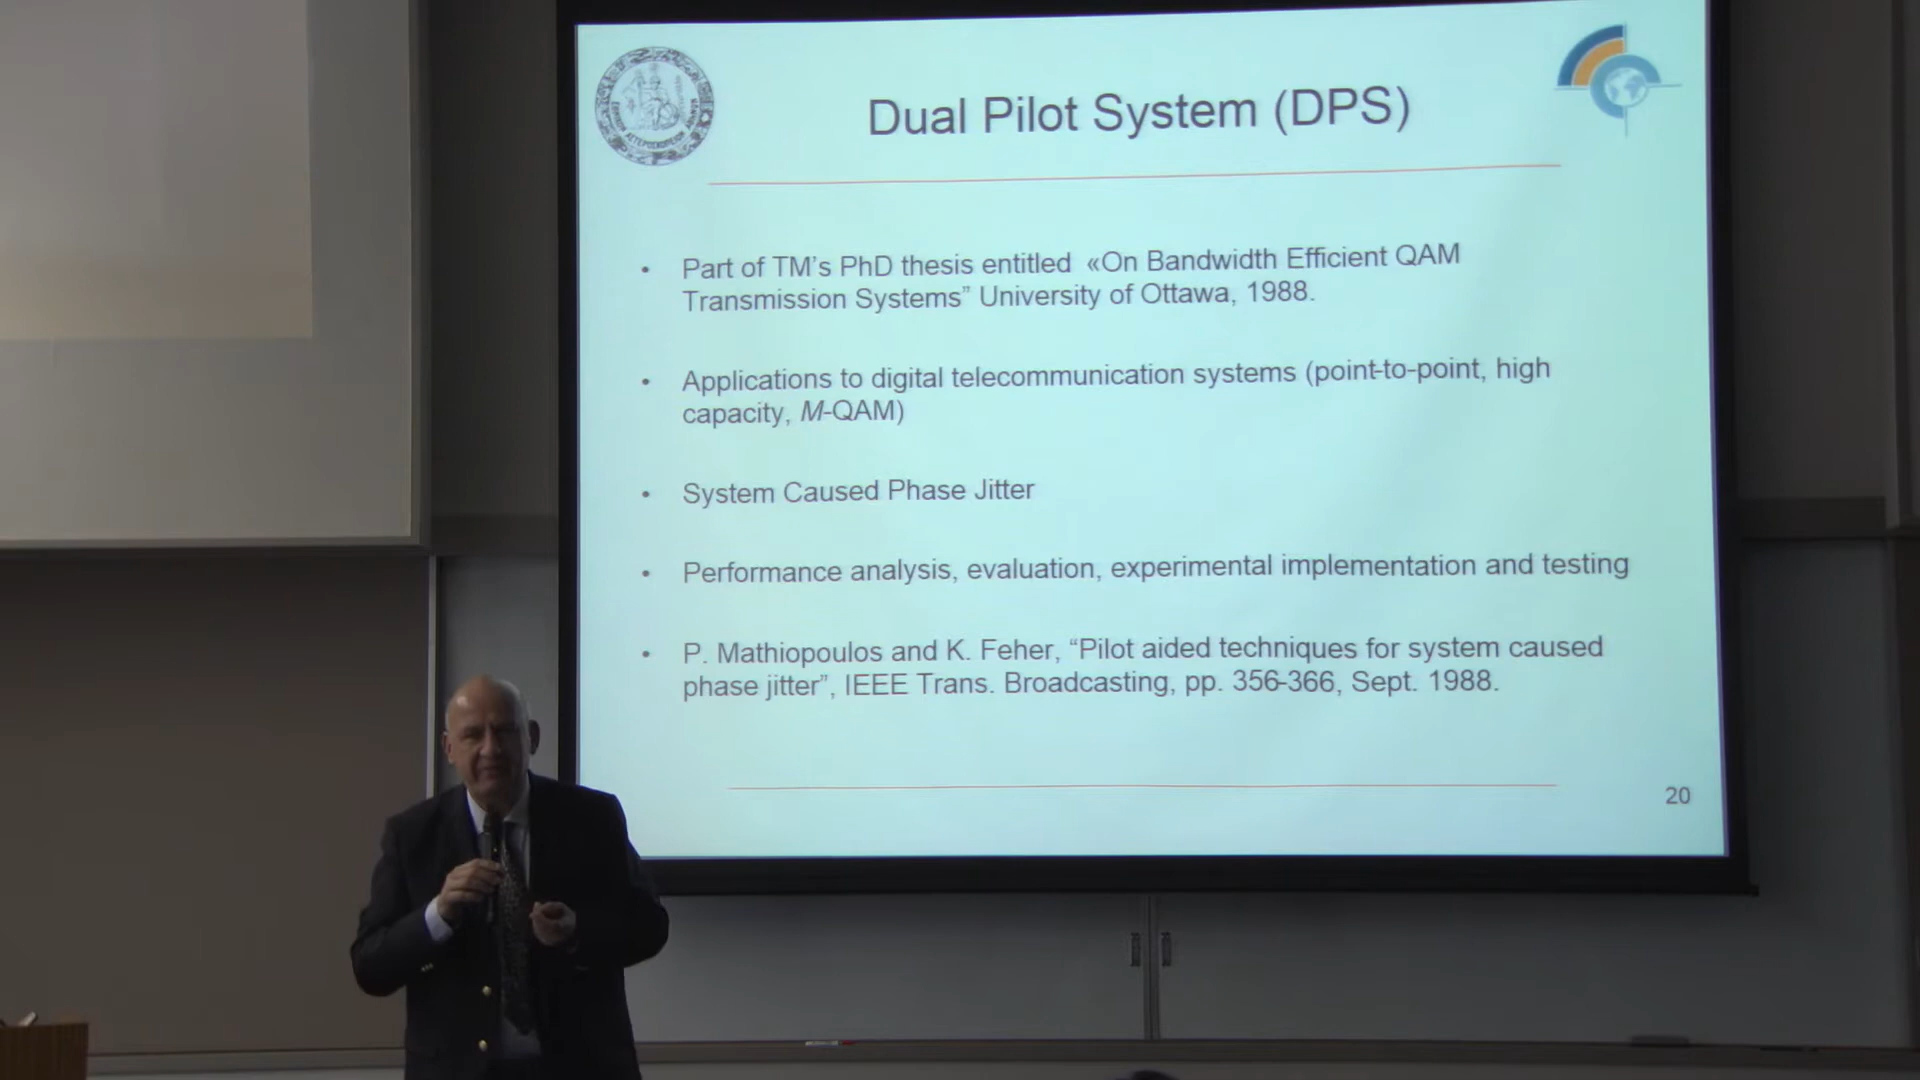 Dual Pilot System (DPS)
• Part of TM's PhD thesis entitled «On Bandwidth Efficient QAM
Transmission Systems” University of Ottawa, 1988.
• Applications to digital telecommunication systems (point-to-point, high
capacity, M-QAM)
• System Caused Phase Jitter
• Performance analysis, evaluation, experimental implementation and testing
• P. Mathiopoulos and K. Feher, “Pilot aided techniques for system caused
phase jitter”, IEEE Trans. Broadcasting, pp. 356-366, Sept. 1988.
20